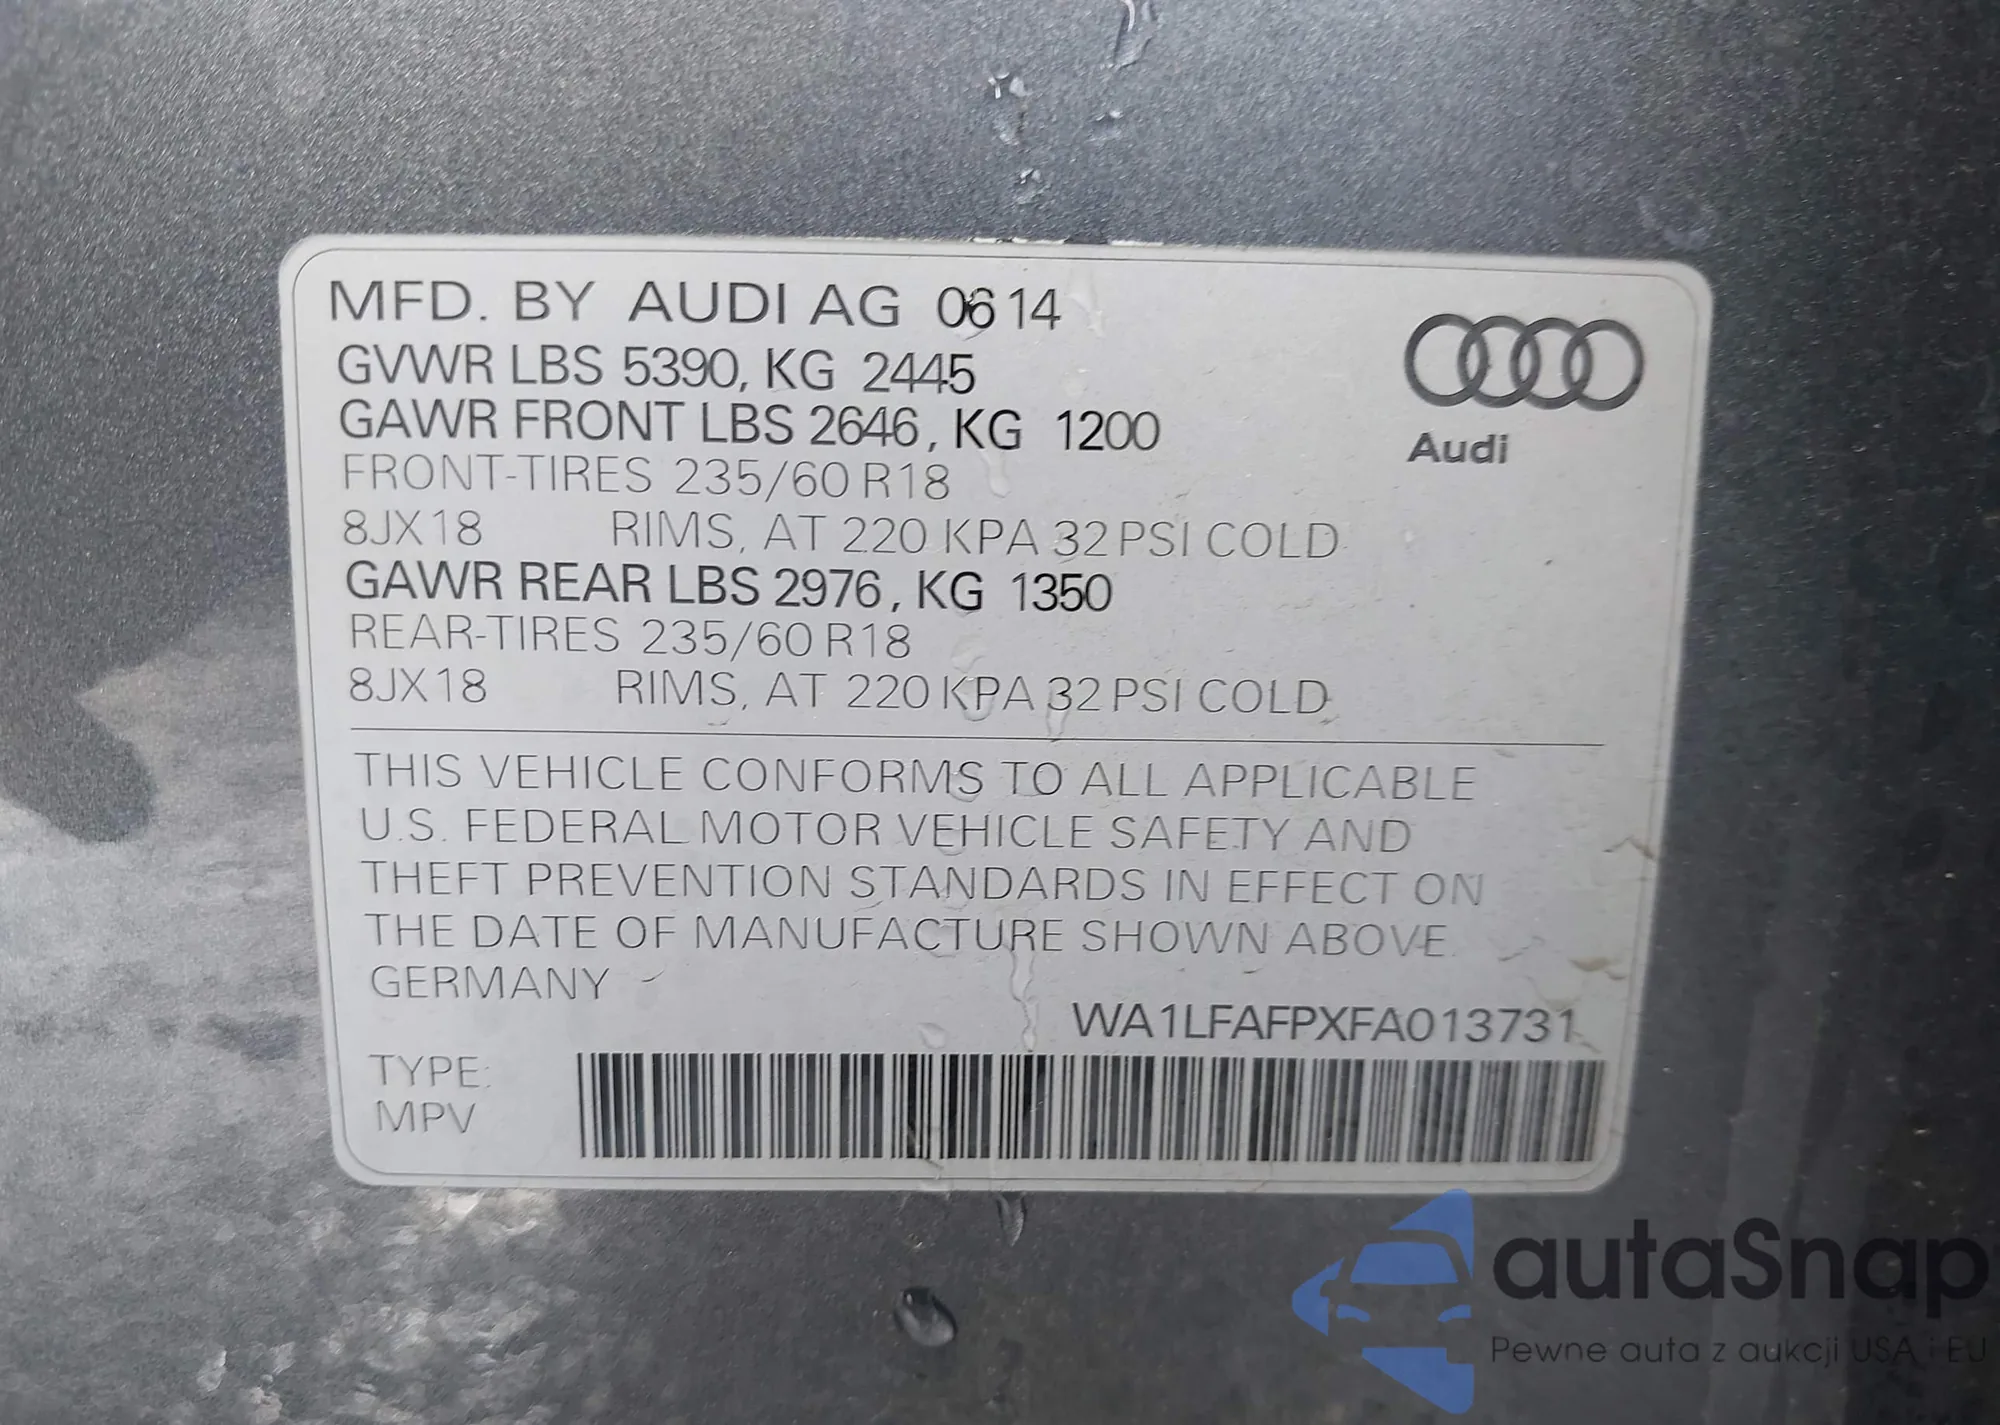 MFD. BY AUDI AG 06 14
GVWR LBS 5390, KG 2445
GAWR FRONT LBS 2646, KG 1200
FRONT-TIRES 235/60 R18
8JX18 RIMS, AT 220 KPA 32 PSI COLD
GAWR REAR LBS 2976, KG 1350
REAR-TIRES 235/60 R18
8JX18 RIMS, AT 220 KPA 32 PSI COLD
Audi
THIS VEHICLE CONFORMS TO ALL APPLICABLE
U.S. FEDERAL MOTOR VEHICLE SAFETY AND
THEFT PREVENTION STANDARDS IN EFFECT ON
THE DATE OF MANUFACTURE SHOWN ABOVE.
GERMANY
WA1LFAFPXFA013731
TYPE:
MPV
autaSnap
Pewne auta z aukcji USA i EU